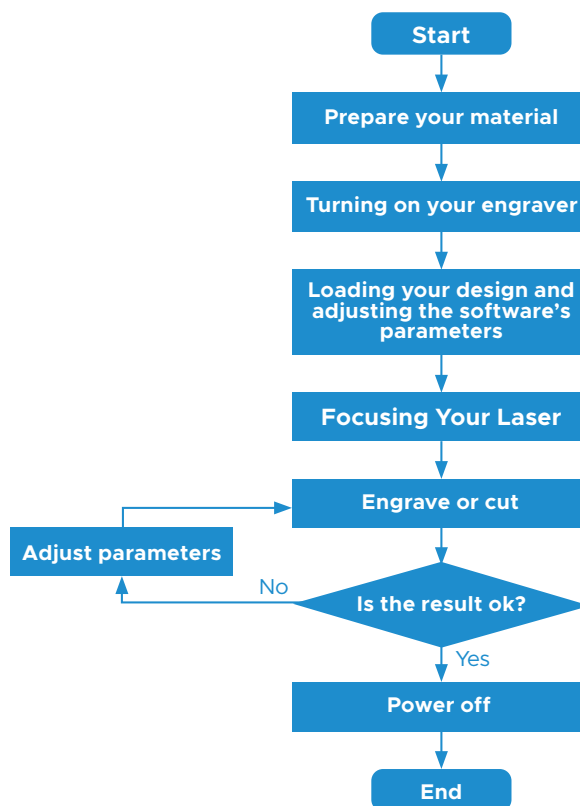 Start
Prepare your material
Turning on your engraver
Loading your design and
adjusting the software’s
parameters
Focusing Your Laser
Engrave or cut
Adjust parameters
No
Is the result ok?
Yes
Power off
End